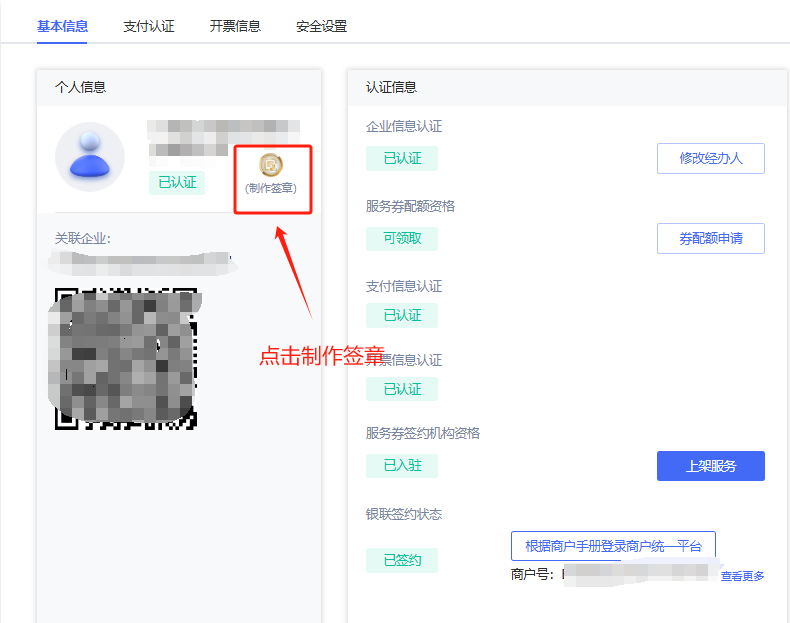 基本信息 支付认证 开票信息 安全设置
个人信息
已认证
(制作签章)
关联企业:
点击制作签章
认证信息
企业信息认证
已认证 修改经办人
服务券配额资格
可领取 券配额申请
支付信息认证
已认证
票信息认证
已认证
服务券签约机构资格
已入驻 上架服务
银联签约状态
已签约 根据商户手册登录商户统一平台
商户号: 查看更多